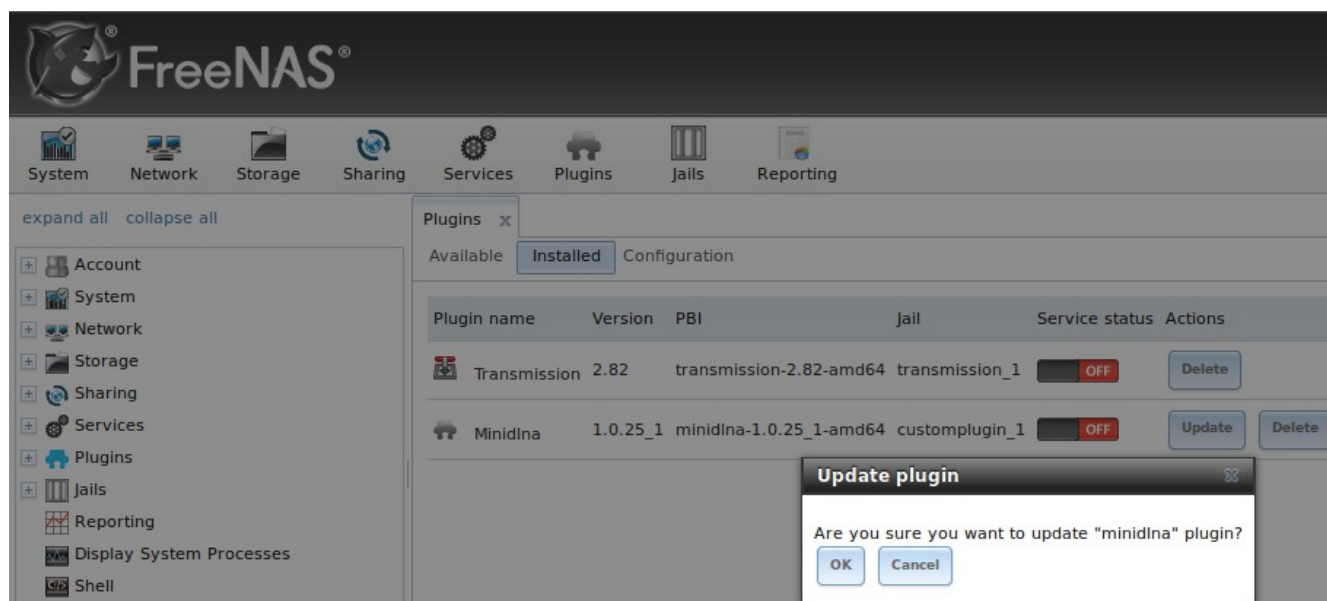 FreeNAS®
System Network Storage Sharing Services Plugins Jails Reporting
expand all collapse all
Account
System
Network
Storage
Sharing
Services
Plugins
Jails
Reporting
Display System Processes
Shell
Plugins x
Available Installed Configuration
Plugin name Version PBI Jail Service status Actions
Transmission 2.82 transmission-2.82-amd64 transmission_1 OFF Delete
Minidlna 1.0.25_1 minidlna-1.0.25_1-amd64 customplugin_1 OFF Update Delete
Update plugin
Are you sure you want to update "minidlna" plugin?
OK Cancel